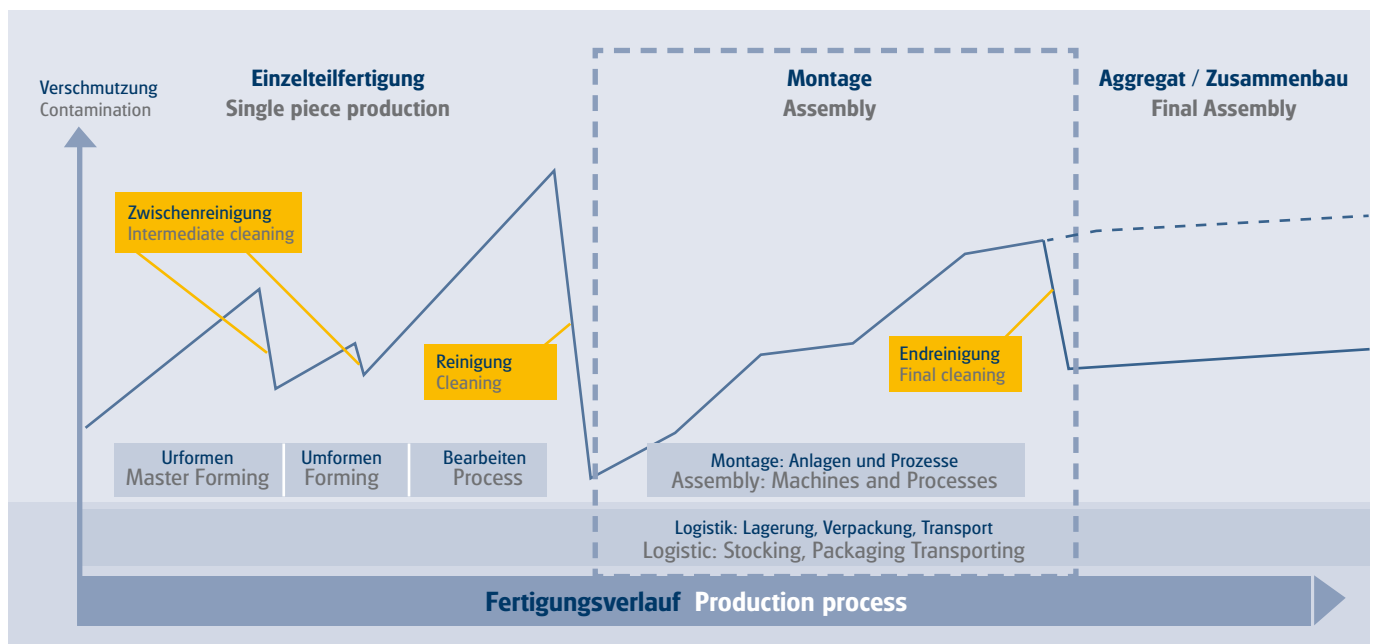 Verschmutzung
Contamination
Einzelteilfertigung
Single piece production
Montage
Assembly
Aggregat / Zusammenbau
Final Assembly
Zwischenreinigung
Intermediate cleaning
Reinigung
Cleaning
Endreinigung
Final cleaning
Urformen
Master Forming
Umformen
Forming
Bearbeiten
Process
Montage: Anlagen und Prozesse
Assembly: Machines and Processes
Logistik: Lagerung, Verpackung, Transport
Logistic: Stocking, Packaging Transporting
Fertigungsverlauf Production process